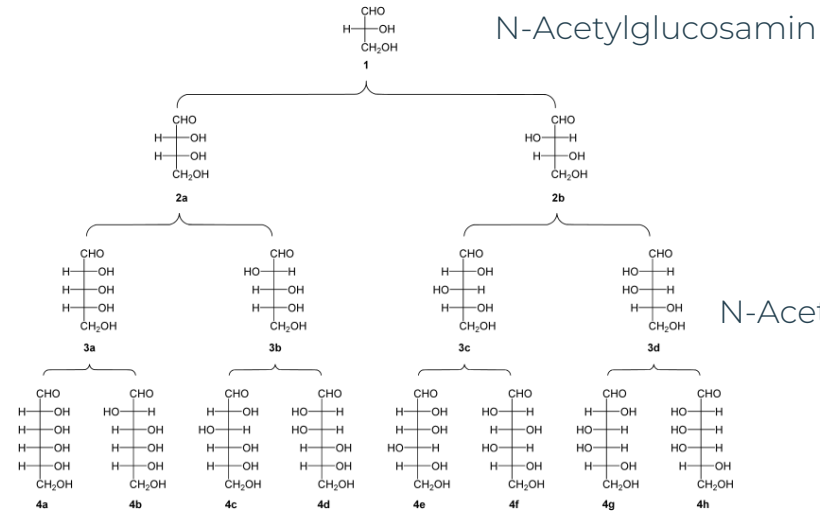 CHO
N-Acetylglucosamin
H OH
CH₂OH
1
CHO CHO
H OH HO H
H OH H OH
CH₂OH CH₂OH
2a 2b
CHO CHO CHO CHO
H OH HO H H OH HO H
H OH H OH HO H HO H
H OH H OH H OH H OH
CH₂OH CH₂OH CH₂OH CH₂OH
N-Acet
3a 3b 3c 3d
CHO CHO CHO CHO CHO CHO CHO CHO
H OH HO H H OH HO H H OH HO H H OH HO H
H OH H OH HO H HO H H OH H OH HO H HO H
H OH H OH H OH H OH HO H HO H HO H HO H
H OH H OH H OH H OH H OH H OH H OH H OH
CH₂OH CH₂OH CH₂OH CH₂OH CH₂OH CH₂OH CH₂OH CH₂OH
4a 4b 4c 4d 4e 4f 4g 4h